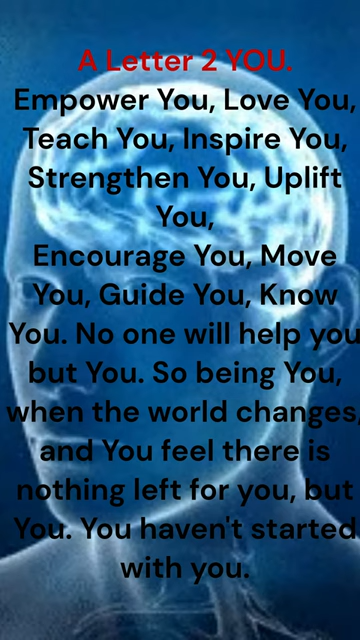 A Letter 2 YOU.
Empower You, Love You,
Teach You, Inspire You,
Strengthen You, Uplift
You,
Encourage You, Move
You, Guide You, Know
You. No one will help you
but You. So being You,
when the world changes,
and You feel there is
nothing left for you, but
You. You haven't started
with you.